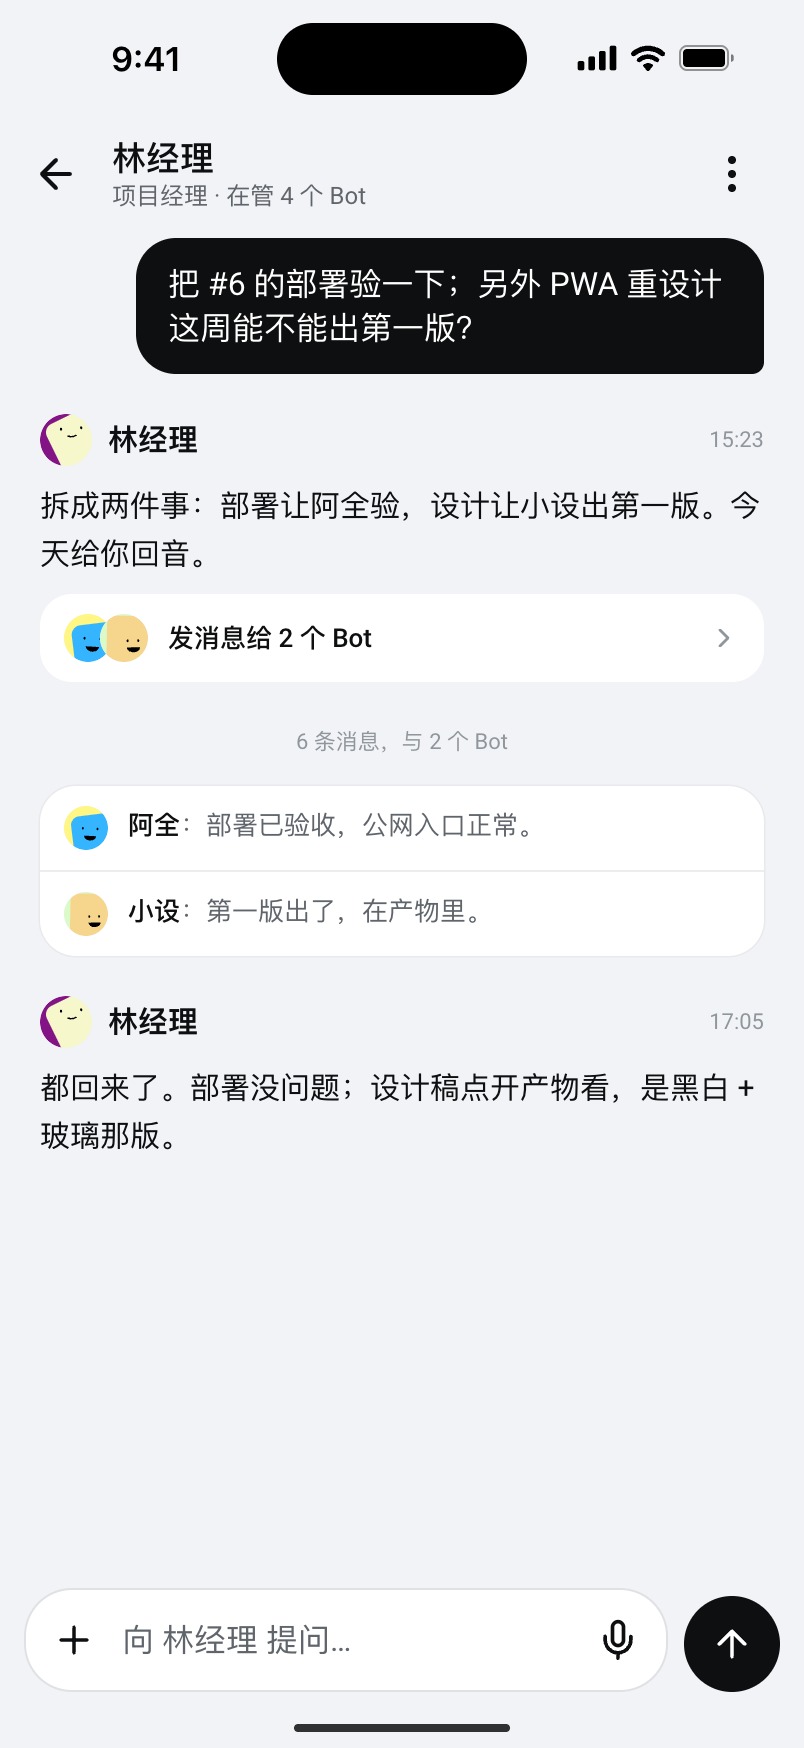 9:41
林经理
项目经理 · 在管 4 个 Bot
把 #6 的部署验一下；另外 PWA 重设计
这周能不能出第一版?
林经理
15:23
拆成两件事：部署让阿全验，设计让小设出第一版。今
天给你回音。
发消息给 2 个 Bot
6 条消息，与 2 个 Bot
阿全：部署已验收，公网入口正常。
小设：第一版出了，在产物里。
林经理
17:05
都回来了。部署没问题；设计稿点开产物看，是黑白 +
玻璃那版。
向 林经理 提问...